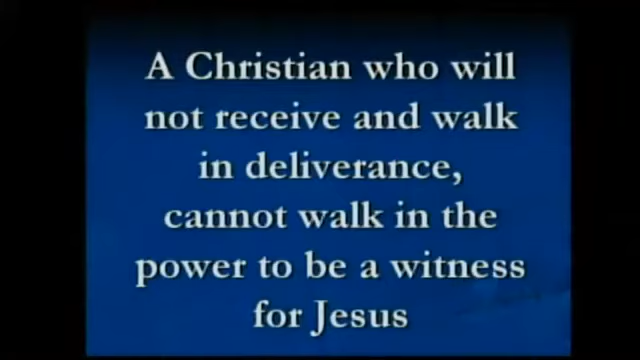 A Christian who will
not receive and walk
in deliverance,
cannot walk in the
power to be a witness
for Jesus